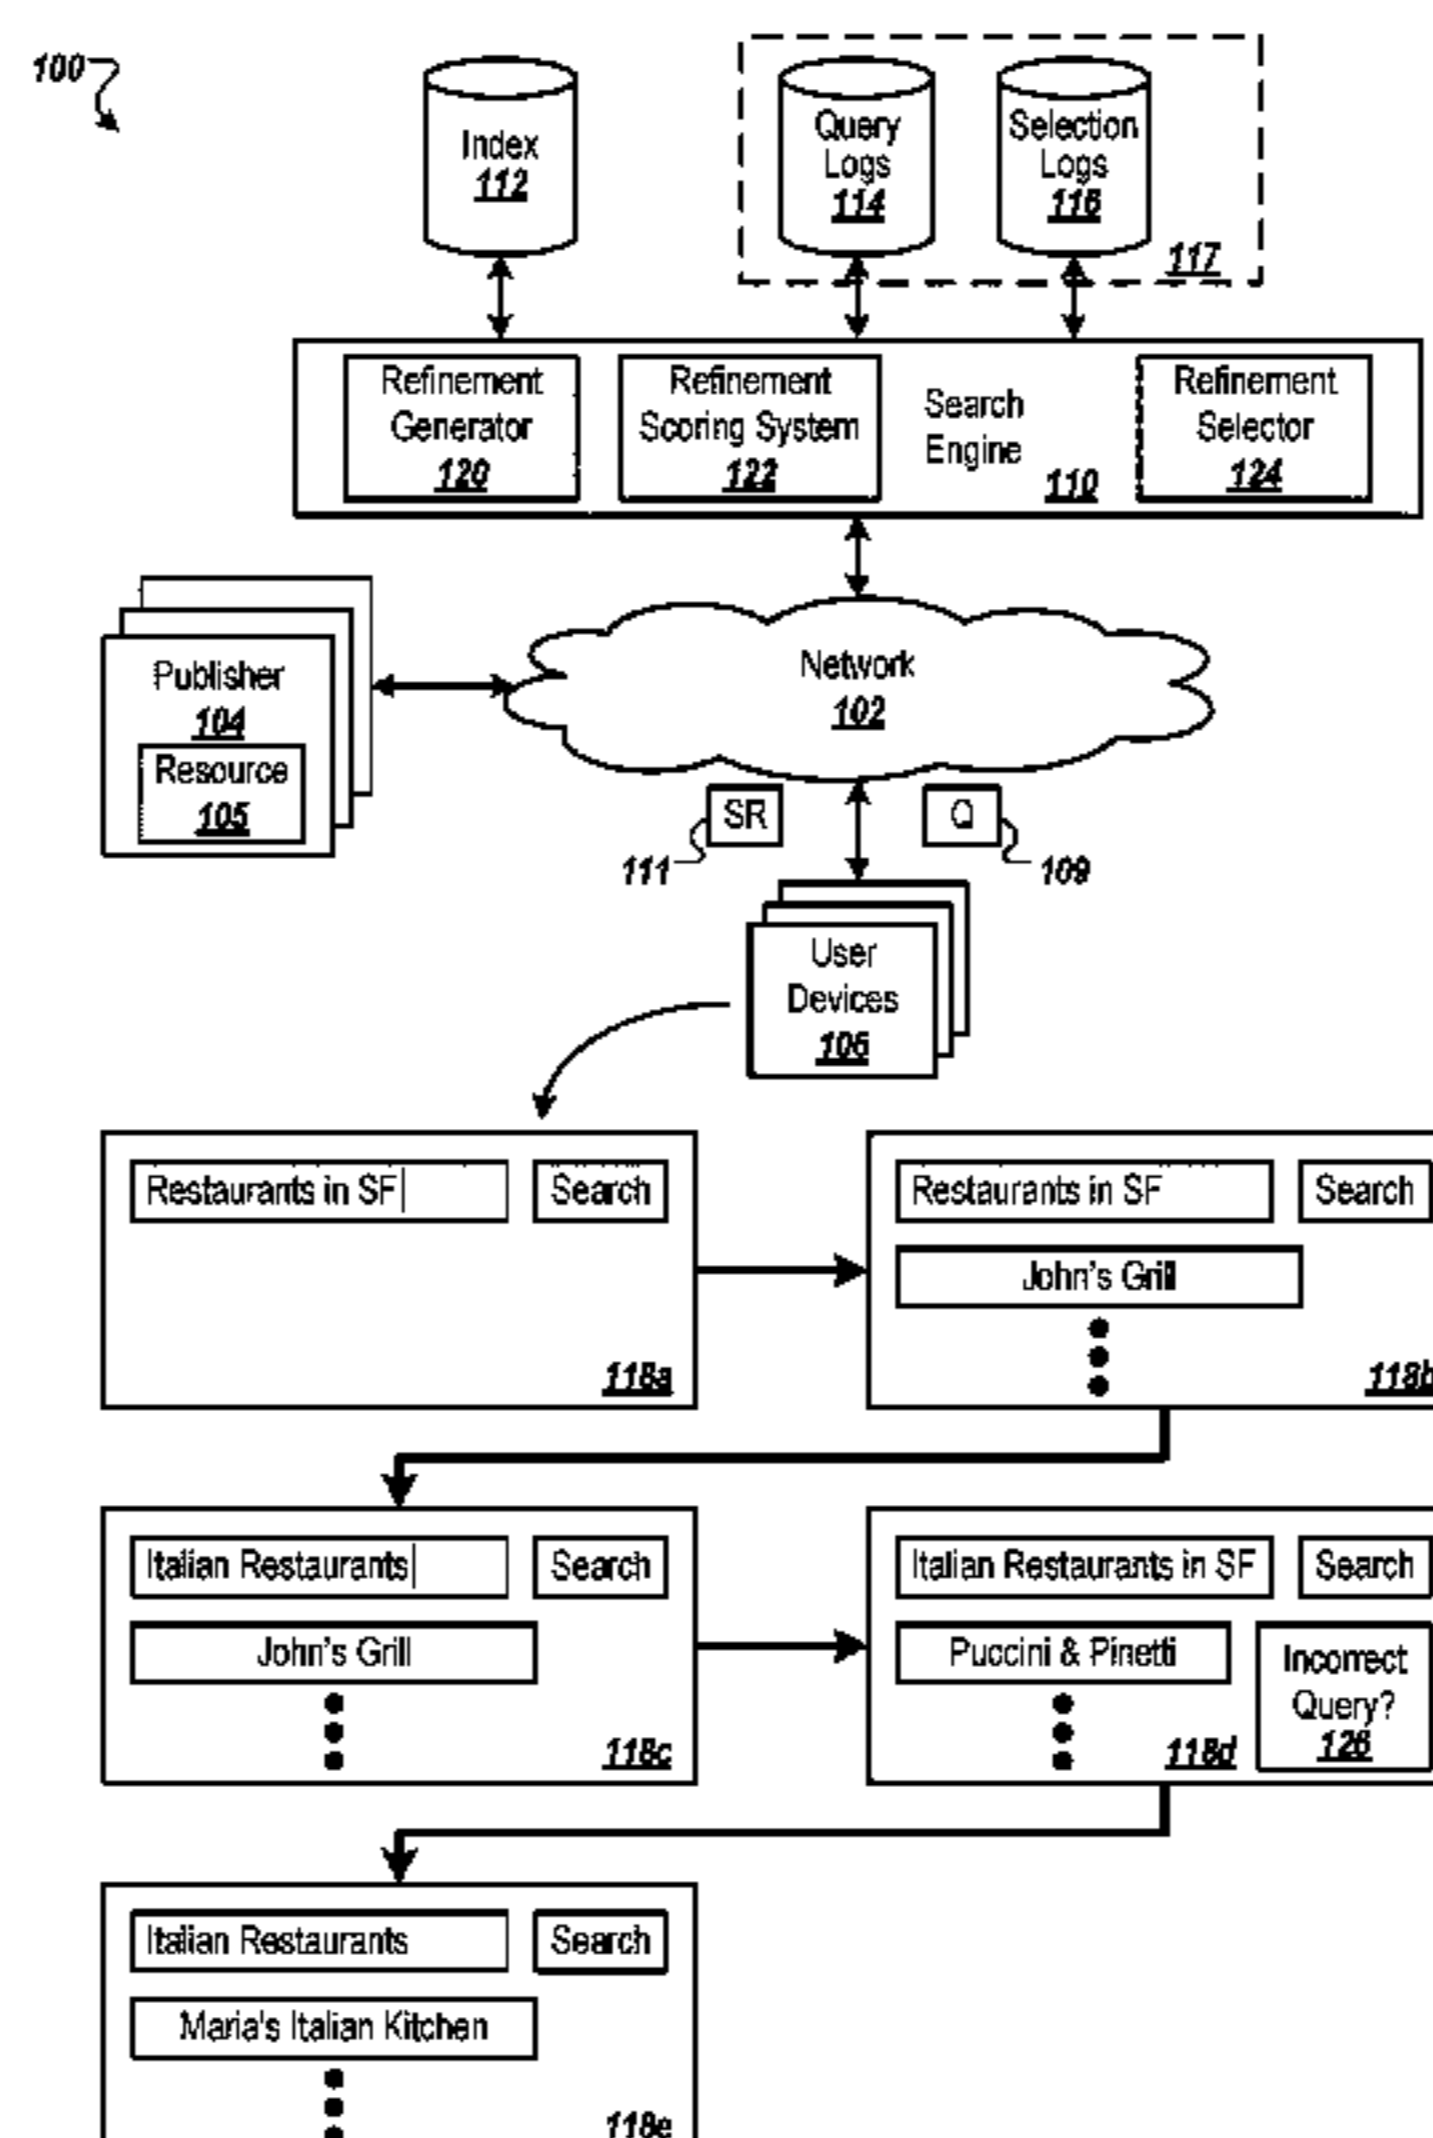 100
Index
112
Query
Logs
114
Selection
Logs
116
117
Refinement
Generator
120
Refinement
Scoring System
122
Search
Engine
110
Refinement
Selector
124
Publisher
104
Resource
105
Network
102
SR
111
Q
109
User
Devices
106
Restaurants in SF
Search
118a
Restaurants in SF
Search
John's Grill
118b
Italian Restaurants
Search
John's Grill
118c
Italian Restaurants in SF
Search
Puccini & Pinetti
Incorrect
Query?
126
118d
Italian Restaurants
Search
Maria's Italian Kitchen
118e